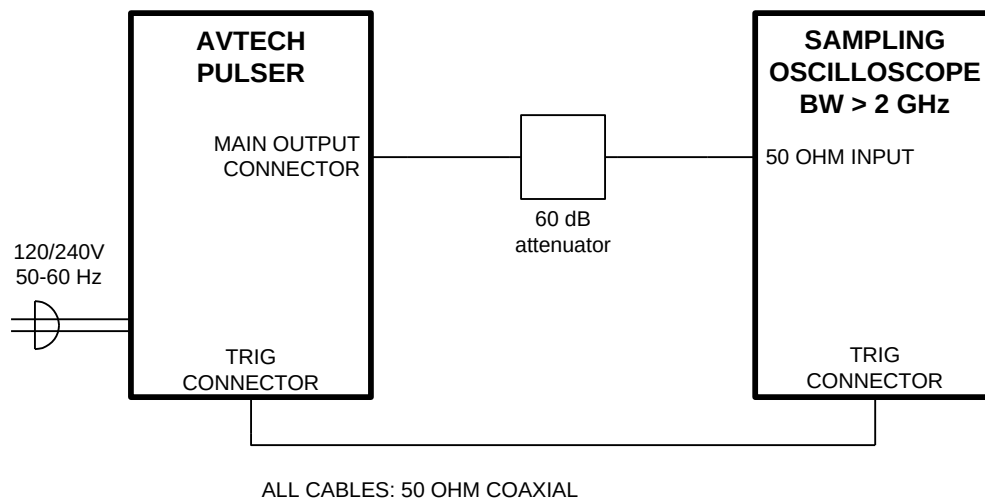 AVTECH
PULSER
MAIN OUTPUT
CONNECTOR
120/240V
50-60 Hz
TRIG
CONNECTOR
60 dB
attenuator
SAMPLING
OSCILLOSCOPE
BW > 2 GHz
50 OHM INPUT
TRIG
CONNECTOR
ALL CABLES: 50 OHM COAXIAL